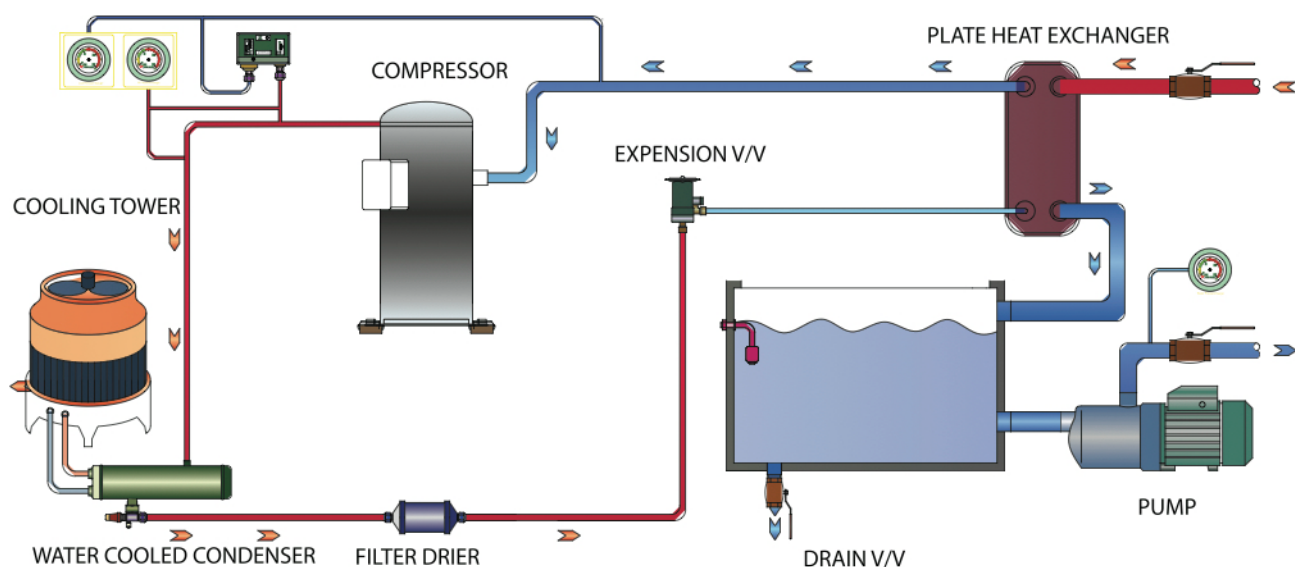 PLATE HEAT EXCHANGER
COMPRESSOR
EXPENSION V/V
COOLING TOWER
PUMP
WATER COOLED CONDENSER
FILTER DRIER
DRAIN V/V